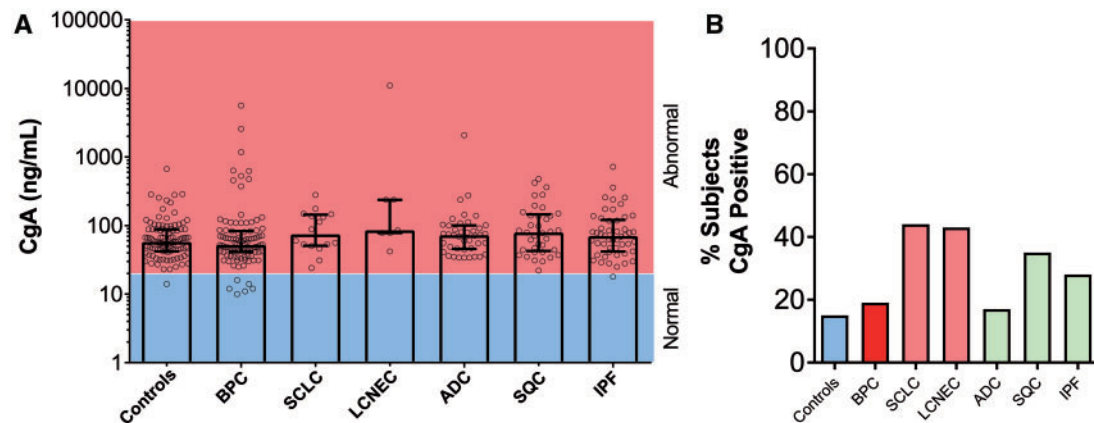 A
CgA (ng/mL)
100000
10000
1000
100
10
1
Abnormal
Normal
Controls
BPC
SCLC
LCNEC
ADC
SQC
IPF
B
% Subjects
CgA Positive
100
80
60
40
20
0
Controls
BPC
SCLC
LCNEC
ADC
SQC
IPF